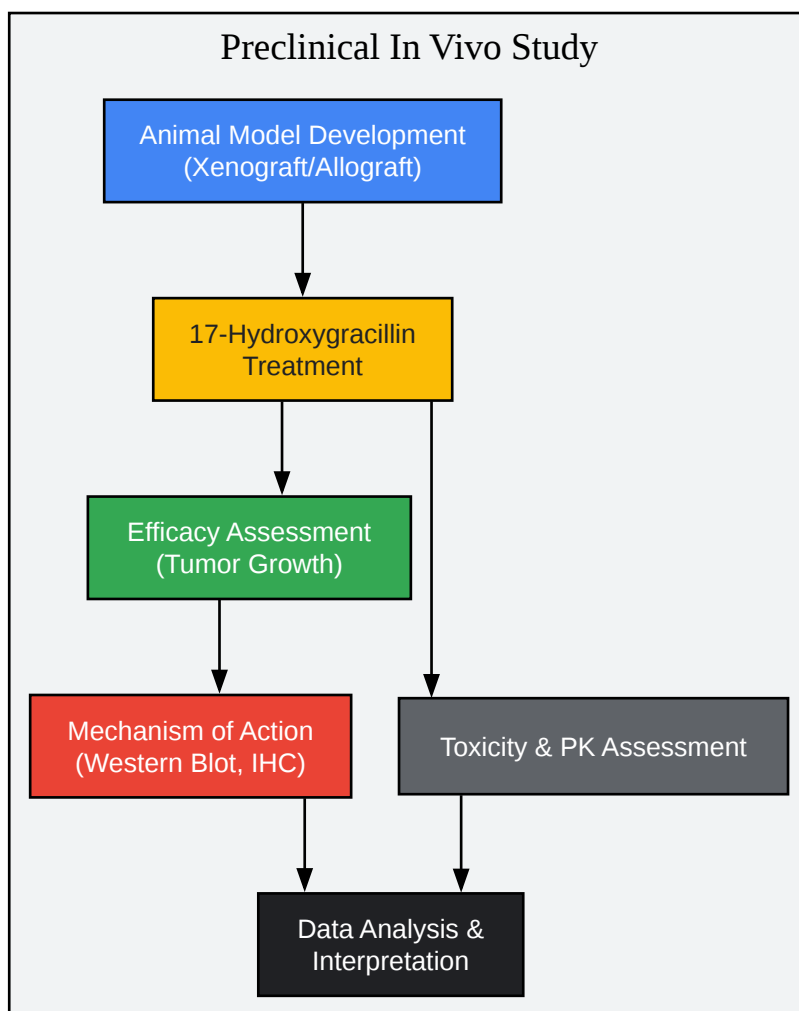 Preclinical In Vivo Study
Animal Model Development
(Xenograft/Allograft)
17-Hydroxygracillin
Treatment
Efficacy Assessment
(Tumor Growth)
Mechanism of Action
(Western Blot, IHC)
Toxicity & PK Assessment
Data Analysis &
Interpretation